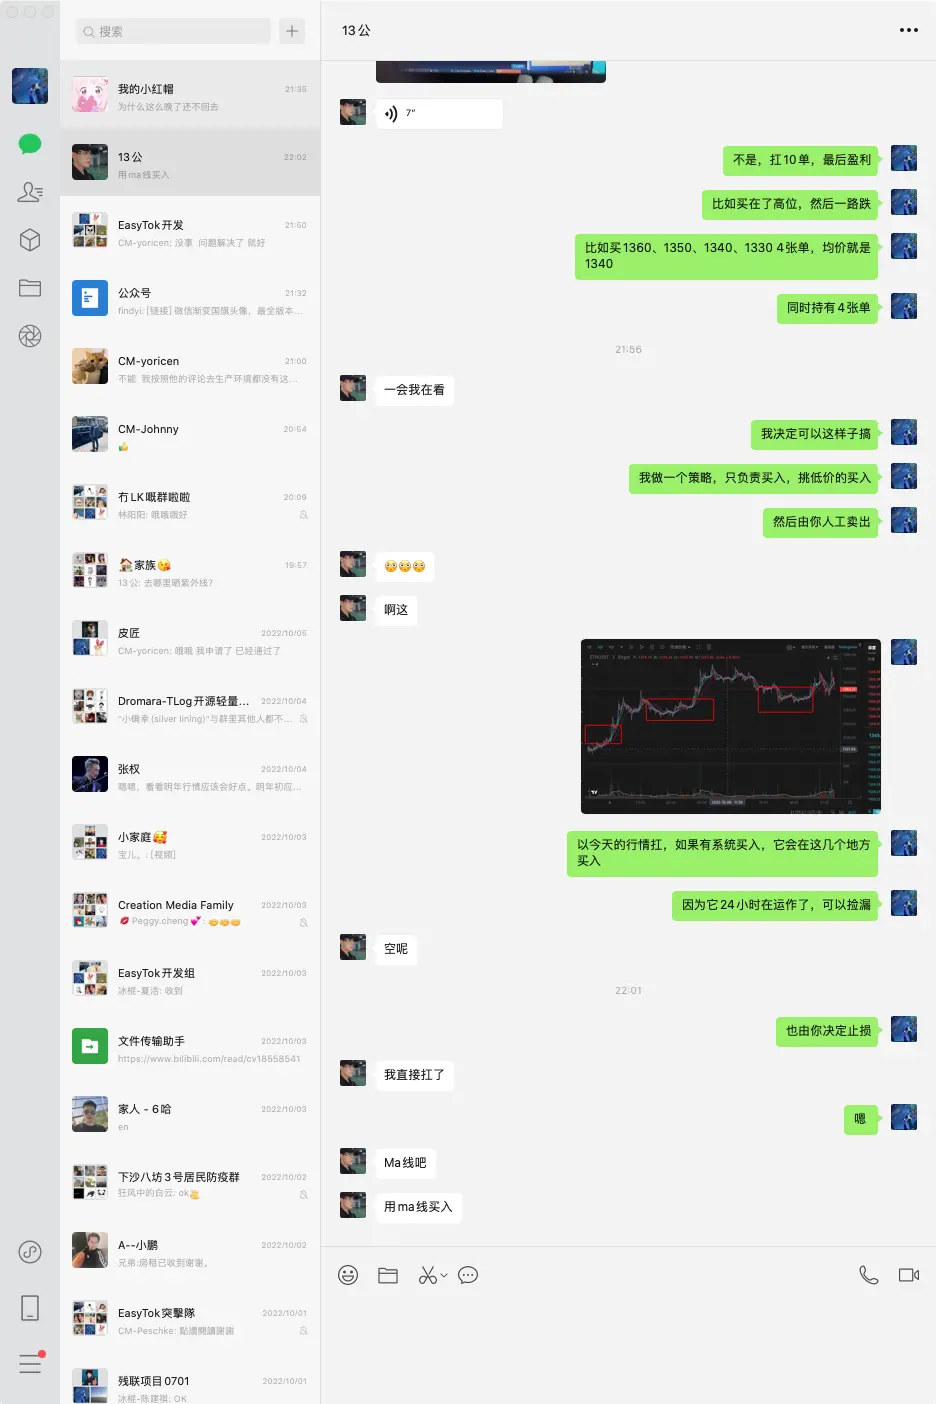 搜索
我的小红帽 21:35
为什么这么晚了还不回去
13公 22:02
用ma线买入
EasyTok开发 21:50
CM-yoricen: 没事 问题解决了 就好
公众号 21:32
findyi: [链接] 微信渐变国旗头像，最全版本...
CM-yoricen 21:00
不能 我按照他的评论去生产环境都没有这...
CM-Johnny 20:54
👍
冇LK嘅群啦啦 20:09
林阳阳: 哦哦嘅好
🏠家族😘 19:57
13公: 去哪里晒紫外线?
皮匠 2022/10/05
CM-yoricen: 哦哦 我申请了 已经通过了
Dromara-TLog开源轻量... 2022/10/04
"小确幸 (silver lining)"与群里其他人都不...
张权 2022/10/04
嗯嗯，看看明年行情应该会好点。明年初应...
小家庭🥰 2022/10/03
宝儿。: [视频]
Creation Media Family 2022/10/03
💋 Peggy.cheng 💕:
EasyTok开发组 2022/10/03
冰棍-夏洁: 收到
文件传输助手 2022/10/03
https://www.bilibili.com/read/cv18558541
家人 - 6哈 2022/10/03
en
下沙八坊3号居民防疫群 2022/10/02
狂风中的白云: ok
A--小鹏 2022/10/02
兄弟:房租已收到谢谢。
EasyTok突擊隊 2022/10/01
CM-Peschke: 點讚閱讀謝謝
残联项目0701 2022/10/01
冰棍-陈建祺: OK
13公
7"
不是，扛10单，最后盈利
比如买在了高位，然后一路跌
比如买1360、1350、1340、1330 4张单，均价就是
1340
同时持有4张单
21:56
一会我在看
我决定可以这样子搞
我做一个策略，只负责买入，挑低价的买入
然后由你人工卖出
啊这
以今天的行情扛，如果有系统买入，它会在这几个地方
买入
因为它24小时在运作了，可以捡漏
空呢
22:01
也由你决定止损
我直接扛了
嗯
Ma线吧
用ma线买入